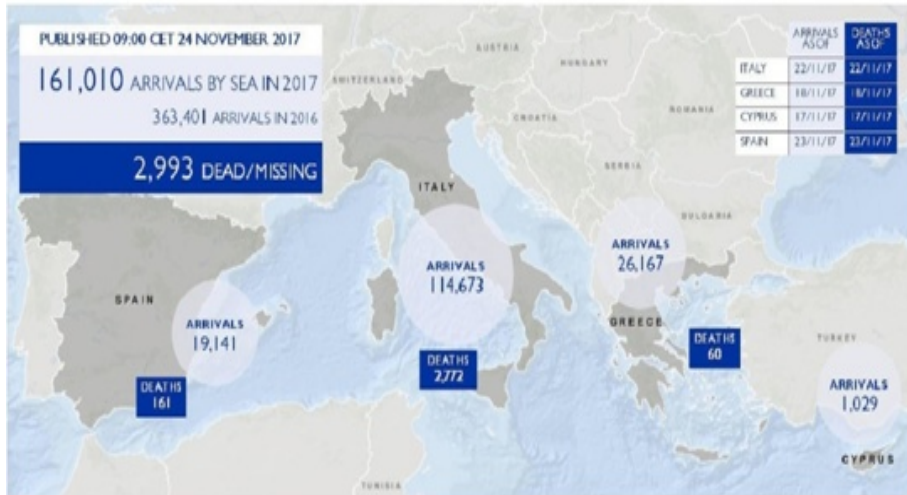 PUBLISHED 09:00 CET 24 NOVEMBER 2017
161,010 ARRIVALS BY SEA IN 2017
363,401 ARRIVALS IN 2016
2,993 DEAD/MISSING
ARRIVALS AS OF
DEATHS AS OF
ITALY 22/11/17 22/11/17
GREECE 18/11/17 18/11/17
CYPRUS 17/11/17 17/11/17
SPAIN 23/11/17 23/11/17
AUSTRIA
SWITZERLAND
HUNGARY
ROMANIA
CROATIA
SERBIA
ITALY
BULGARIA
ARRIVALS
26,167
ARRIVALS
114,673
SPAIN
ARRIVALS
19,141
GREECE
DEATHS
60
TURKEY
DEATHS
2,772
DEATHS
161
ARRIVALS
1,029
CYPRUS
TUNISIA